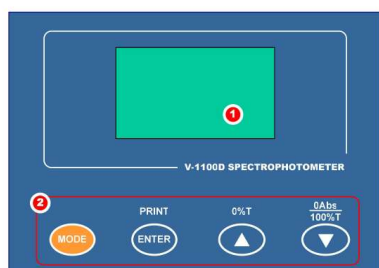 1
V-1100D SPECTROPHOTOMETER
2
PRINT 0%T 0Abs
100%T
MODE ENTER